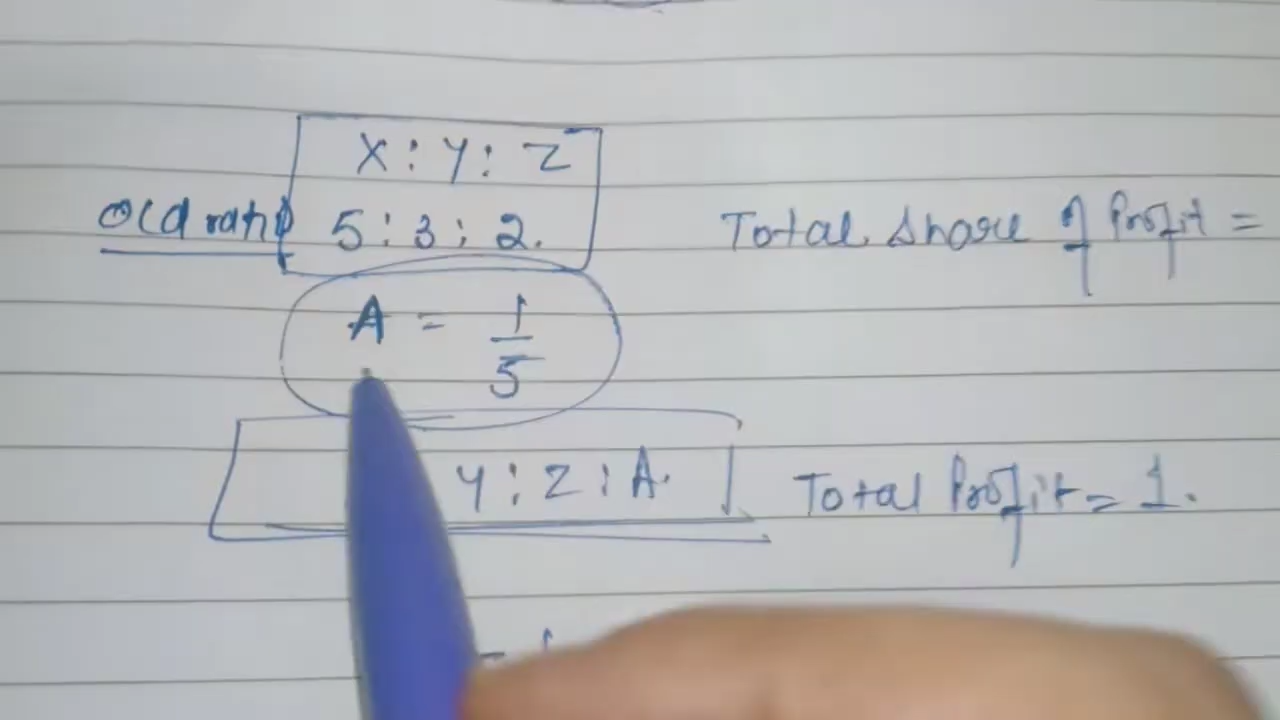 X : Y : Z
Old ratio 5 : 3 : 2.
Total share of Profit =
A = 1/5
Y : Z : A.
Total Profit = 1.